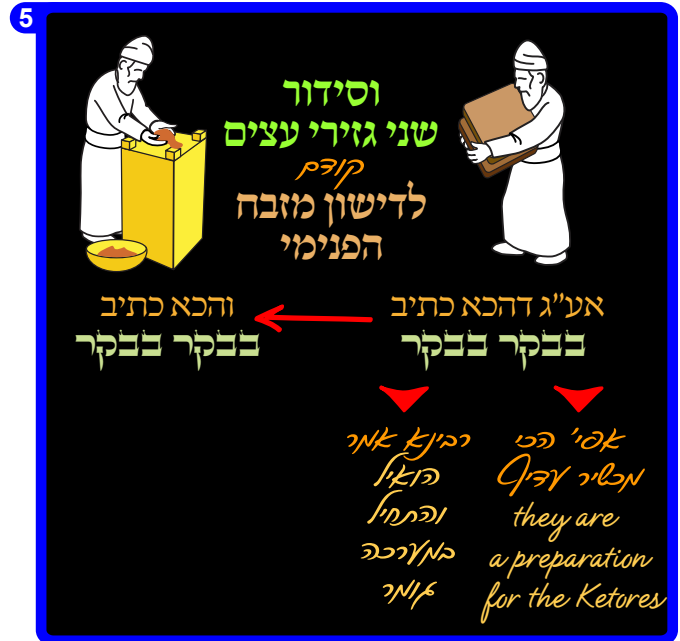 5
וסידור
שני גזירי עצים
קודם
לדישון מזבח
הפנימי
אע״ג דהכא כתיב
בבקר בבקר
והכא כתיב
בבקר בבקר
אפי' הכי
מכשיר עדיף
they are
a preparation
for the Ketores
רבינא אמר
הואיל
והתחיל
במערכה
גומר